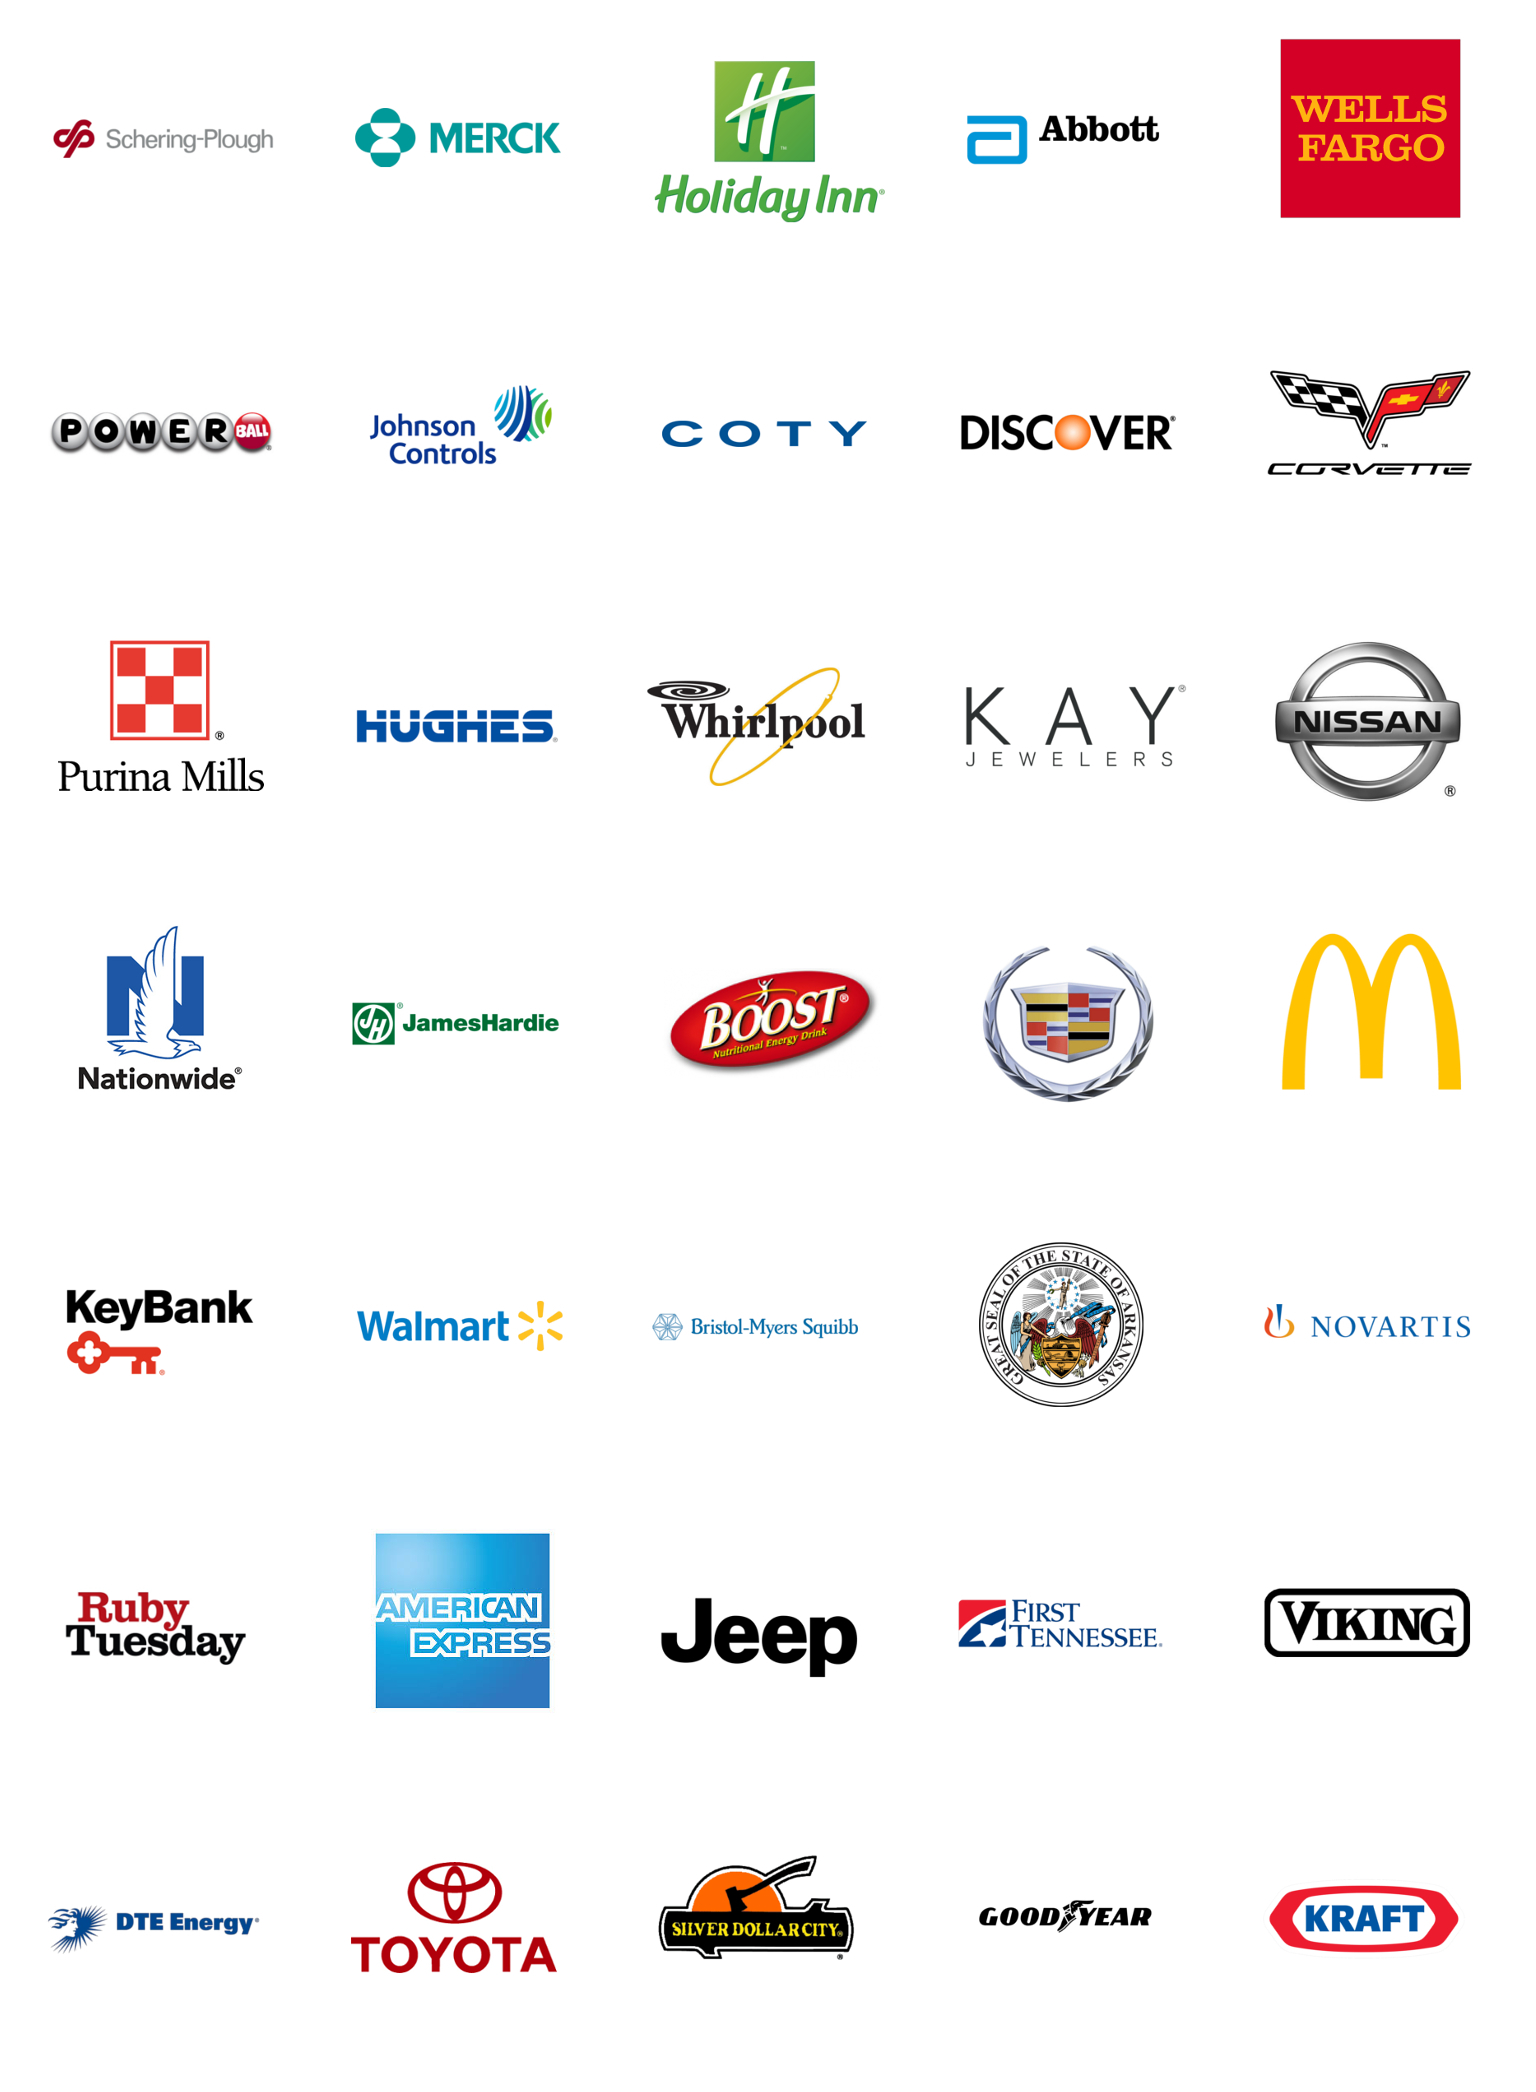 Schering-Plough
MERCK
Holiday Inn®
Abbott
WELLS
FARGO
POWERBALL®
Johnson
Controls
COTY
DISCOVER®
CORVETTE
®
Purina Mills
HUGHES®
Whirlpool
KAY®
JEWELERS
NISSAN
®
N
Nationwide®
JH® JamesHardie
BOOST®
Nutritional Energy Drink
KeyBank
®
Walmart
Bristol-Myers Squibb
GREAT SEAL OF THE STATE OF ARKANSAS
NOVARTIS
Ruby
Tuesday
AMERICAN
EXPRESS
Jeep
FIRST
TENNESSEE®
VIKING
DTE Energy®
TOYOTA
SILVER DOLLAR CITY®
®
GOODYEAR
KRAFT